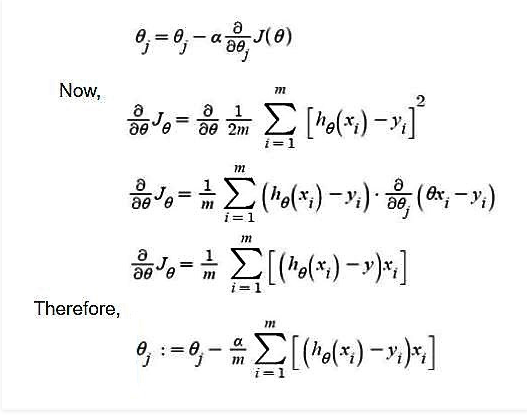 θ_j = θ_j − α ∂/∂θ_j J(θ)
Now,
∂/∂θ J_θ = ∂/∂θ 1/2m ∑_{i=1}^{m} [h_θ(x_i) − y_i]^2
∂/∂θ J_θ = 1/m ∑_{i=1}^{m} (h_θ(x_i) − y_i) · ∂/∂θ_j (θx_i − y_i)
∂/∂θ J_θ = 1/m ∑_{i=1}^{m} [(h_θ(x_i) − y)x_i]
Therefore,
θ_j := θ_j − α/m ∑_{i=1}^{m} [(h_θ(x_i) − y_i)x_i]